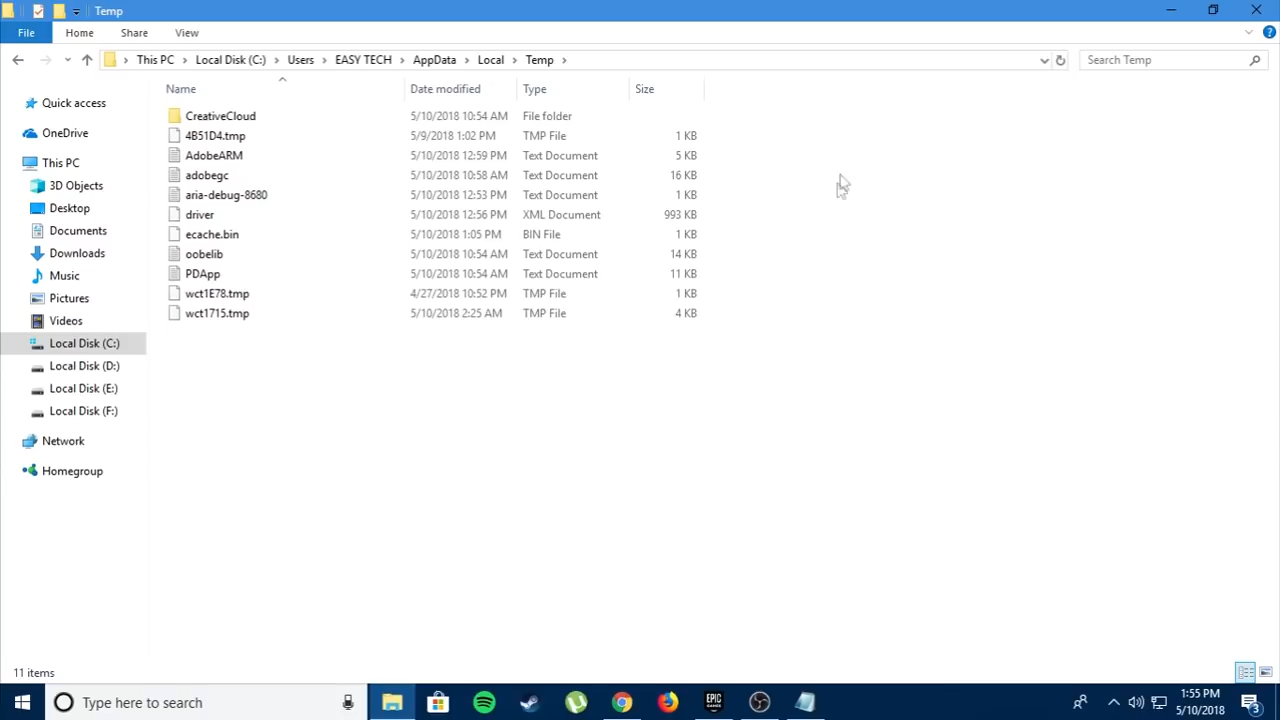 Temp
File Home Share View
This PC Local Disk (C:) Users EASY TECH AppData Local Temp Search Temp
Name Date modified Type Size
Quick access
OneDrive
This PC
3D Objects
Desktop
Documents
Downloads
Music
Pictures
Videos
Local Disk (C:)
Local Disk (D:)
Local Disk (E:)
Local Disk (F:)
Network
Homegroup
CreativeCloud 5/10/2018 10:54 AM File folder
4B51D4.tmp 5/9/2018 1:02 PM TMP File 1 KB
AdobeARM 5/10/2018 12:59 PM Text Document 5 KB
adobegc 5/10/2018 10:58 AM Text Document 16 KB
aria-debug-8680 5/10/2018 12:53 PM Text Document 1 KB
driver 5/10/2018 12:56 PM XML Document 993 KB
ecache.bin 5/10/2018 1:05 PM BIN File 1 KB
oobelib 5/10/2018 10:54 AM Text Document 14 KB
PDApp 5/10/2018 10:54 AM Text Document 11 KB
wct1E78.tmp 4/27/2018 10:52 PM TMP File 1 KB
wct1715.tmp 5/10/2018 2:25 AM TMP File 4 KB
11 items
Type here to search
EPIC GAMES
1:55 PM
5/10/2018
3